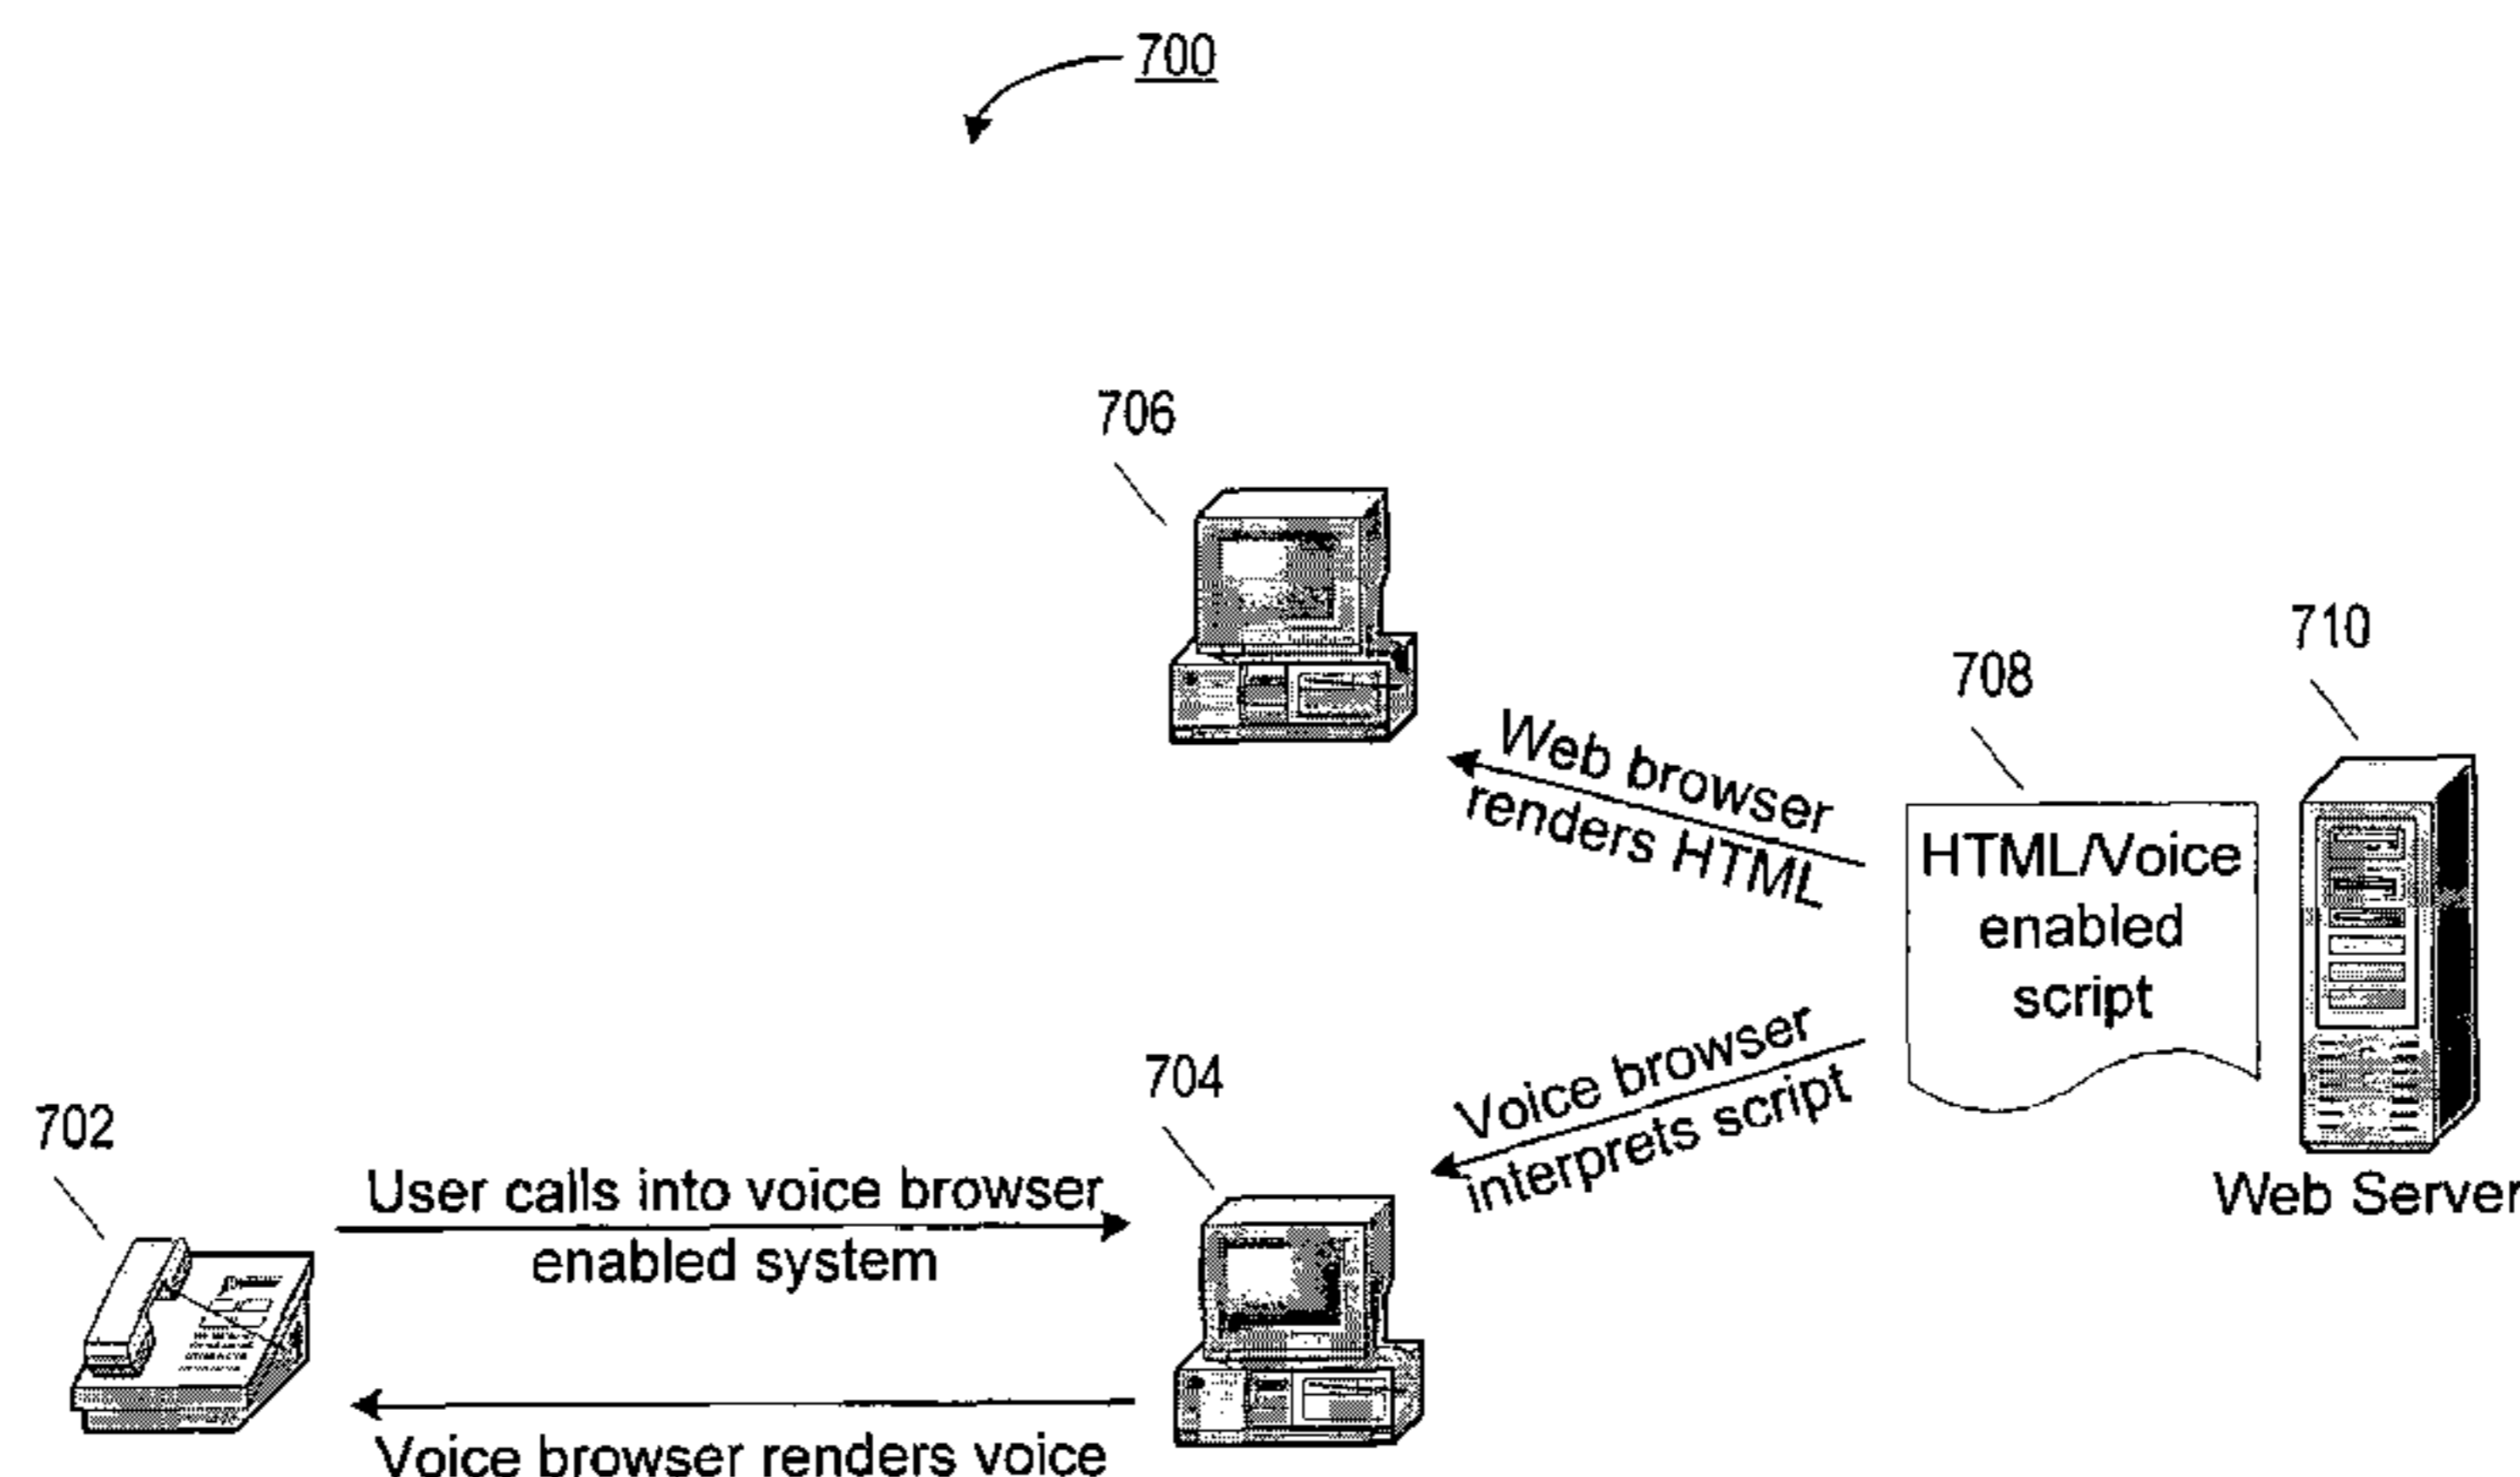 700
706
710
708
Web browser
renders HTML
HTML/Voice
enabled
script
Voice browser
interprets script
704
702
User calls into voice browser
enabled system
Web Server
Voice browser renders voice